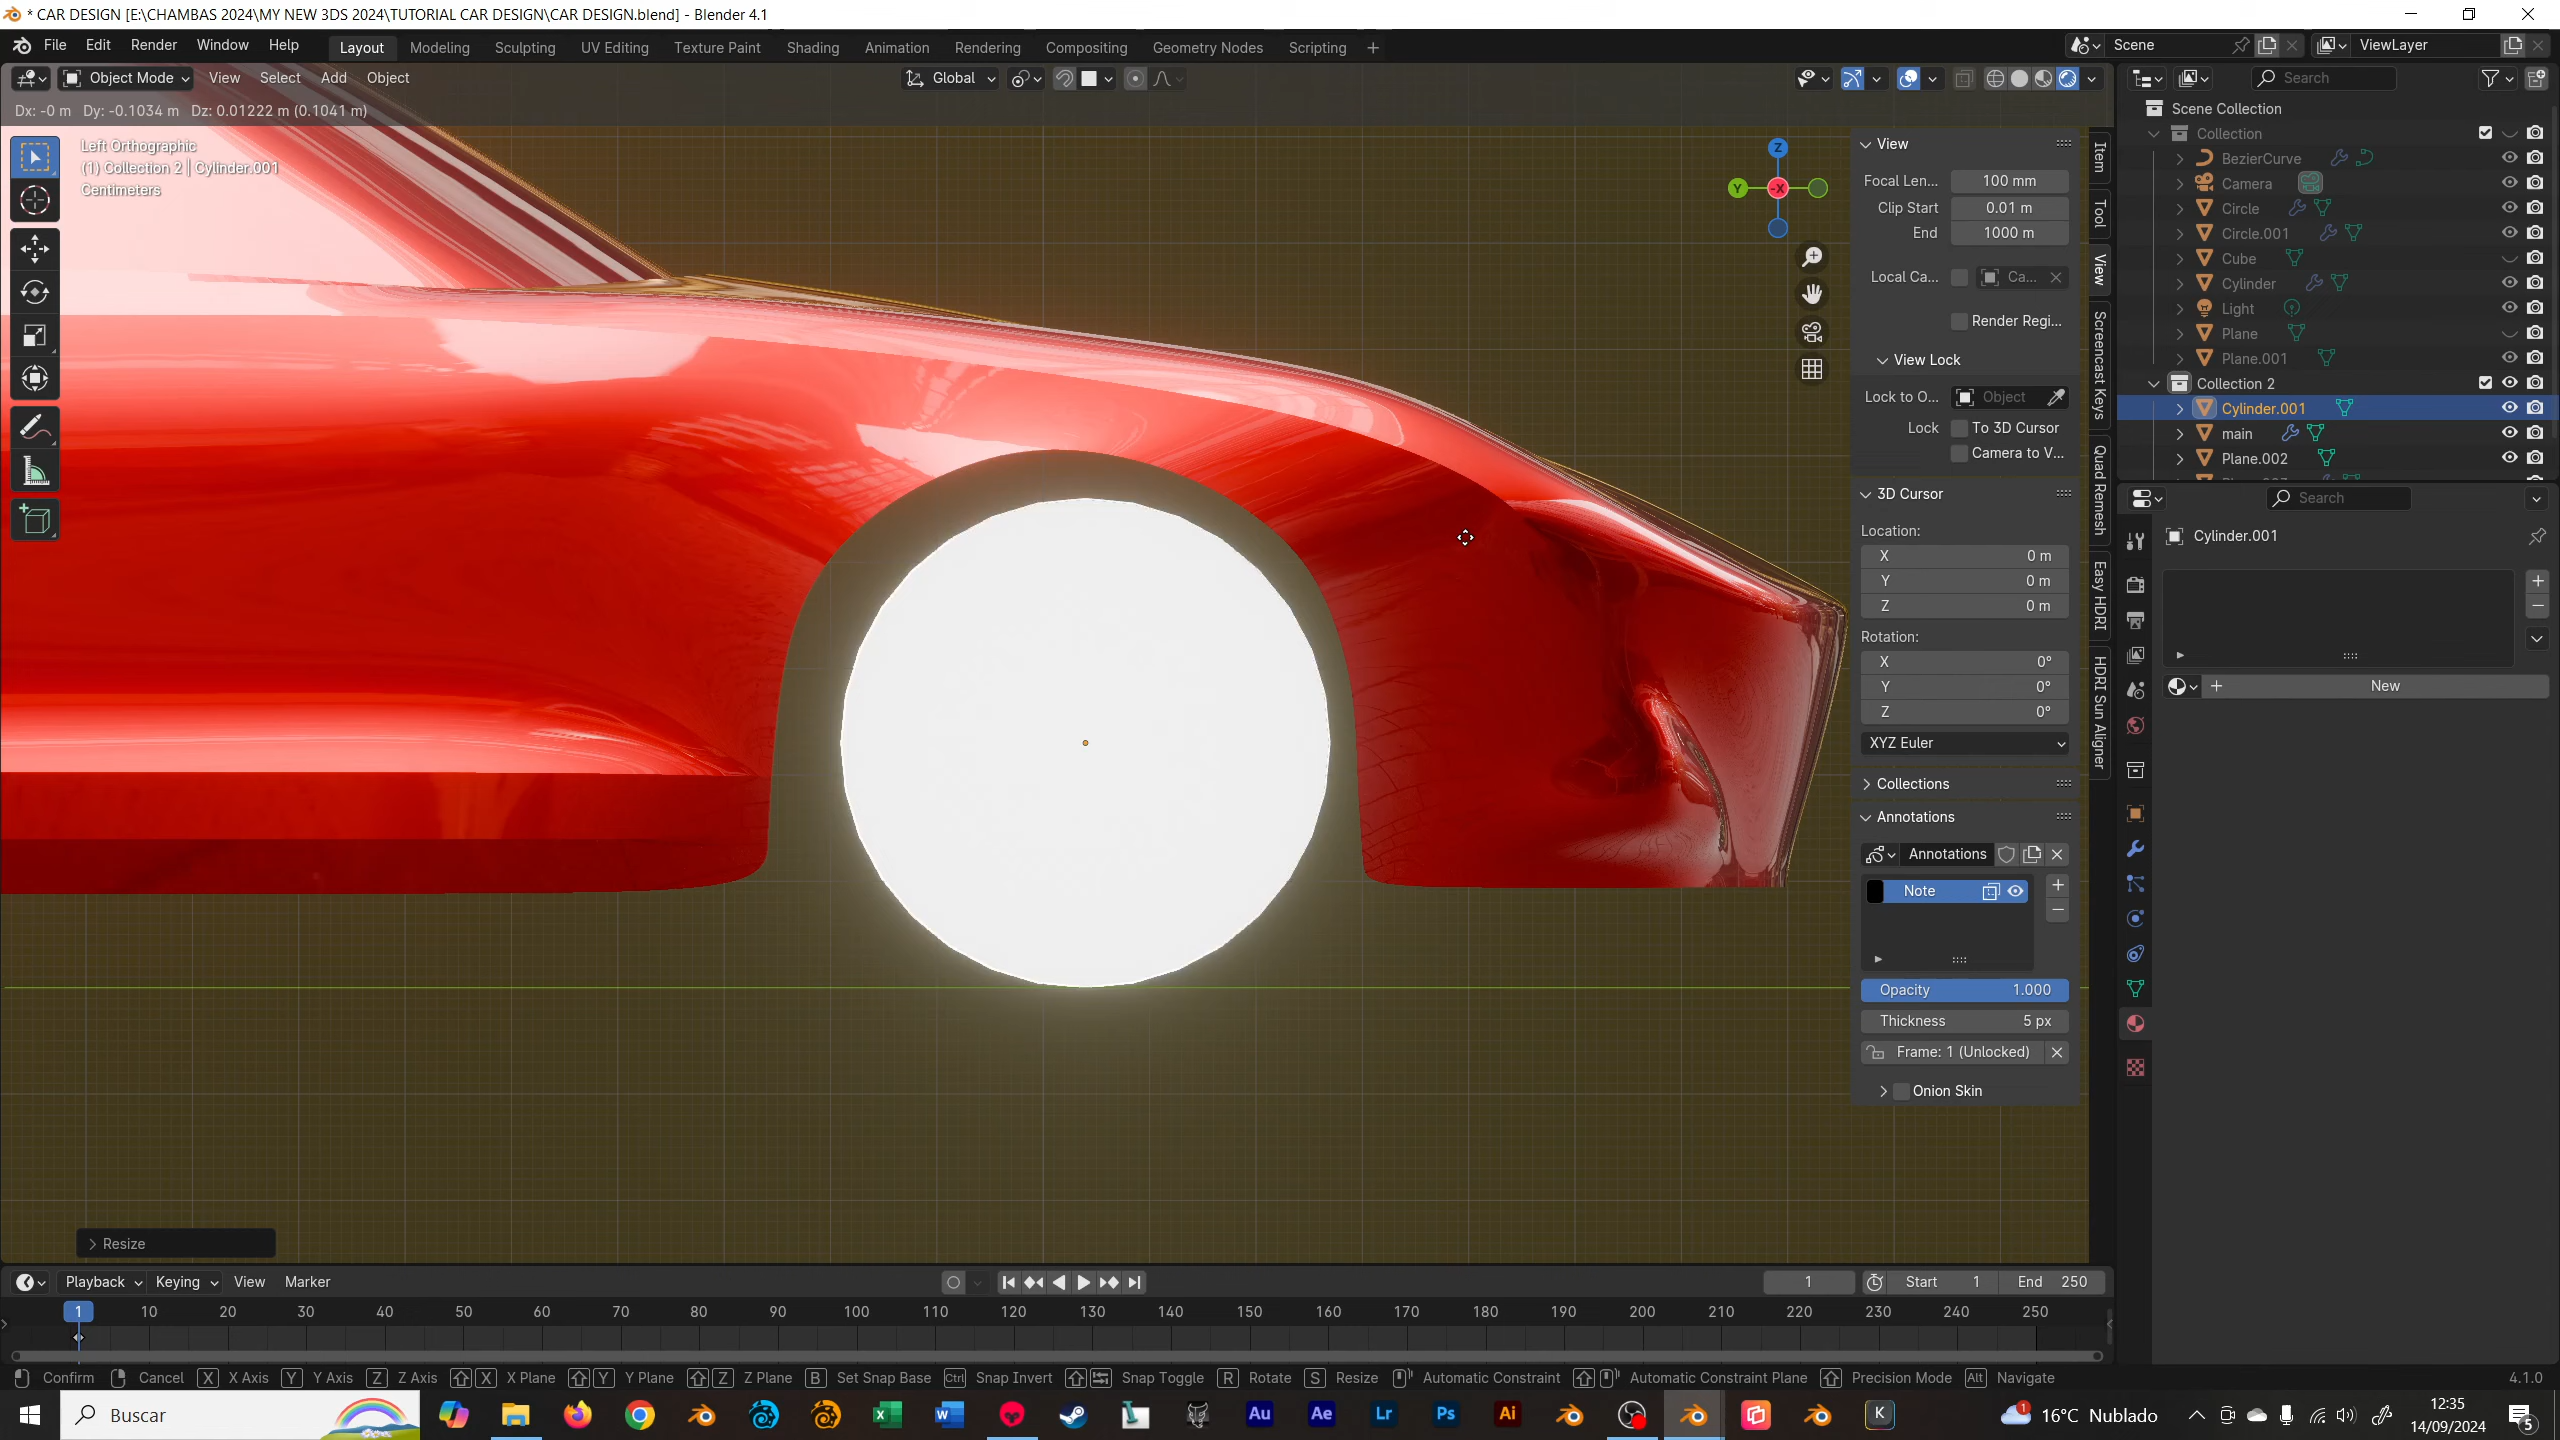 * CAR DESIGN [E:\CHAMBAS 2024\MY NEW 3DS 2024\TUTORIAL CAR DESIGN\CAR DESIGN.blend] - Blender 4.1
File Edit Render Window Help Layout Modeling Sculpting UV Editing Texture Paint Shading Animation Rendering Compositing Geometry Nodes Scripting + Scene ViewLayer
Object Mode View Select Add Object Global Search
Dx: -0 m Dy: -0.1034 m Dz: 0.01222 m (0.1041 m)
Left Orthographic
(1) Collection 2 | Cylinder.001
Centimeters
Z
Y -X
View
Focal Len... 100 mm
Clip Start 0.01 m
End 1000 m
Local Ca... Ca...
Render Regi...
View Lock
Lock to O... Object
Lock To 3D Cursor
Camera to V...
3D Cursor
Location:
X 0 m
Y 0 m
Z 0 m
Rotation:
X 0°
Y 0°
Z 0°
XYZ Euler
Collections
Annotations
Annotations
Note
Opacity 1.000
Thickness 5 px
Frame: 1 (Unlocked)
Onion Skin
Item
Tool
View
Screencast Keys
Quad Remesh
Easy HDRI
HDRI Sun Aligner
Scene Collection
Collection
BezierCurve
Camera
Circle
Circle.001
Cube
Cylinder
Light
Plane
Plane.001
Collection 2
Cylinder.001
main
Plane.002
Search
Cylinder.001
New
Resize
Playback Keying View Marker 1 Start 1 End 250
1 10 20 30 40 50 60 70 80 90 100 110 120 130 140 150 160 170 180 190 200 210 220 230 240 250
Confirm Cancel X X Axis Y Y Axis Z Z Axis X X Plane Y Y Plane Z Z Plane B Set Snap Base Ctrl Snap Invert Snap Toggle R Rotate S Resize Automatic Constraint Automatic Constraint Plane Precision Mode Alt Navigate 4.1.0
Buscar Au Ae Lr Ps Ai K 1 16°C Nublado 12:35
14/09/2024 5